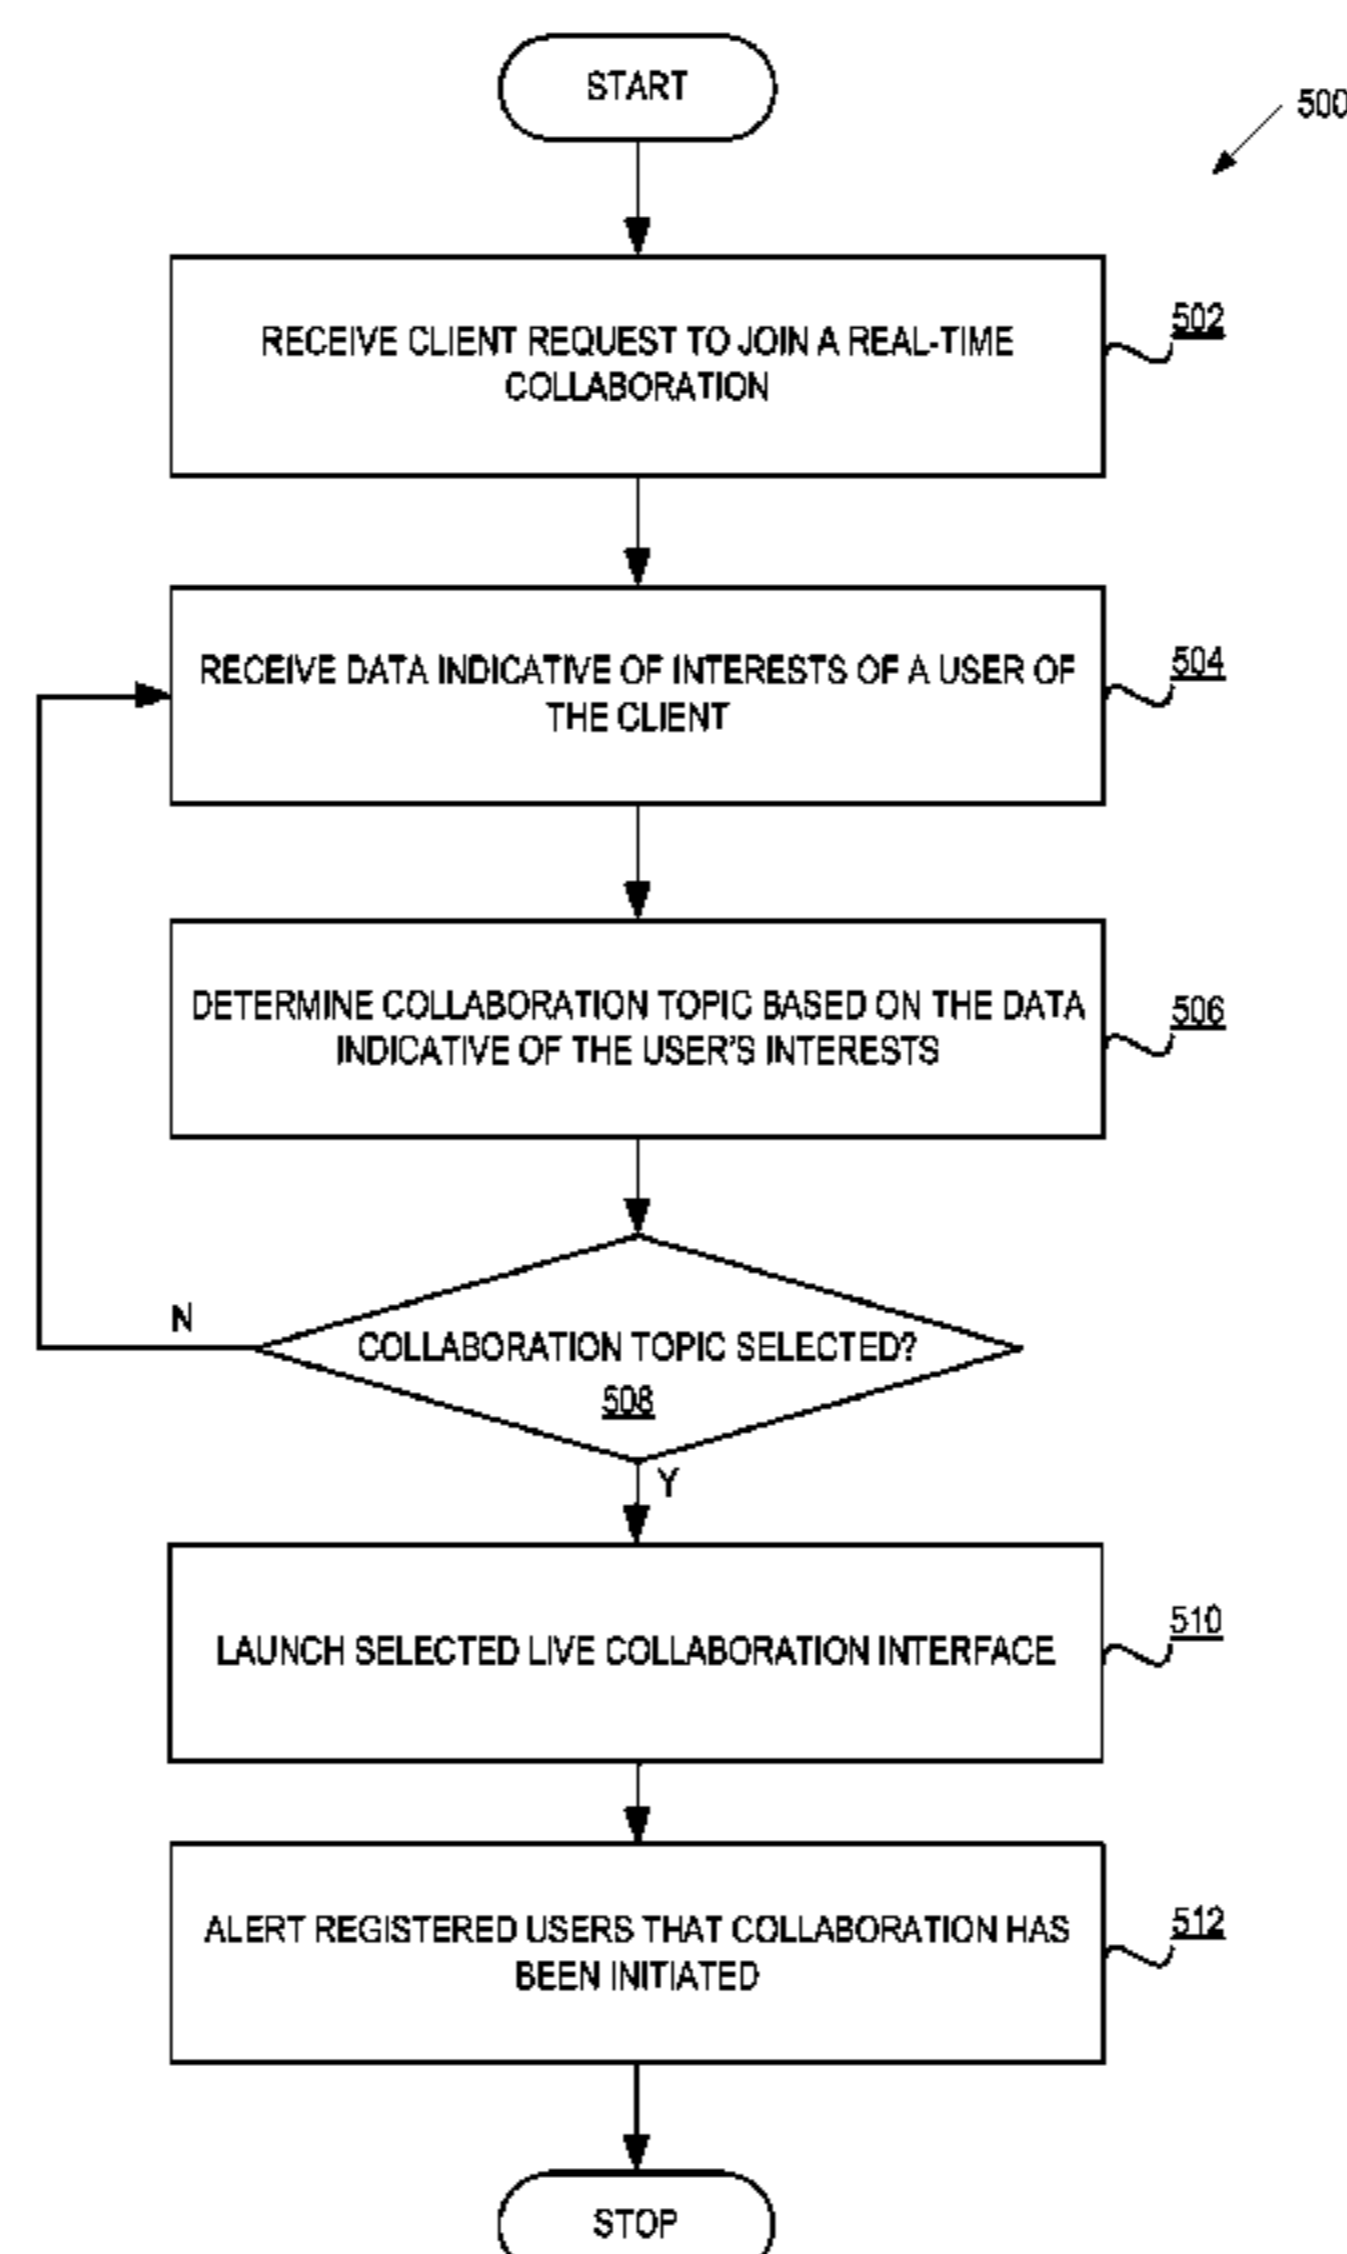 START
500
RECEIVE CLIENT REQUEST TO JOIN A REAL-TIME
COLLABORATION
502
RECEIVE DATA INDICATIVE OF INTERESTS OF A USER OF
THE CLIENT
504
DETERMINE COLLABORATION TOPIC BASED ON THE DATA
INDICATIVE OF THE USER'S INTERESTS
506
N
COLLABORATION TOPIC SELECTED?
508
Y
LAUNCH SELECTED LIVE COLLABORATION INTERFACE
510
ALERT REGISTERED USERS THAT COLLABORATION HAS
BEEN INITIATED
512
STOP